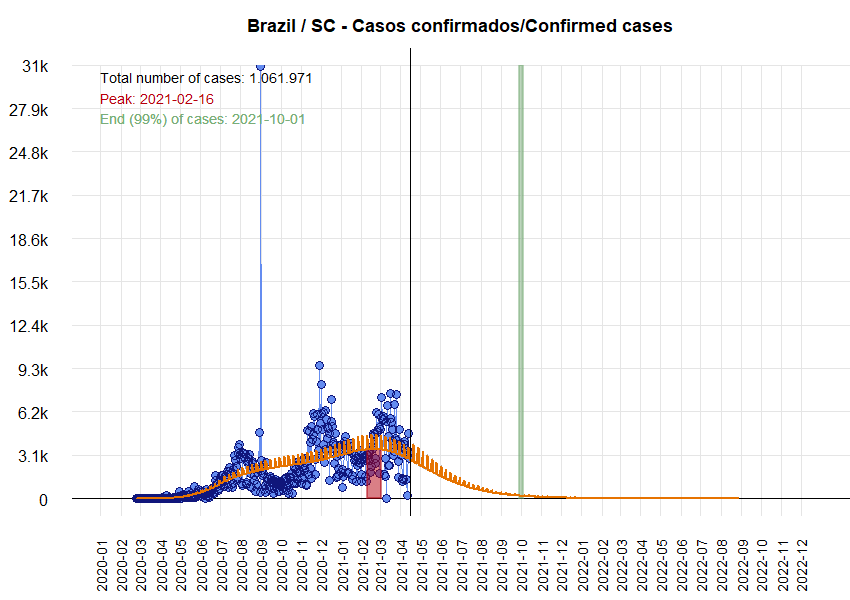 Brazil / SC - Casos confirmados/Confirmed cases
31k
Total number of cases: 1.061.971
Peak: 2021-02-16
End (99%) of cases: 2021-10-01
27.9k
24.8k
21.7k
18.6k
15.5k
12.4k
9.3k
6.2k
3.1k
0
2020-01
2020-02
2020-03
2020-04
2020-05
2020-06
2020-07
2020-08
2020-09
2020-10
2020-11
2020-12
2021-01
2021-02
2021-03
2021-04
2021-05
2021-06
2021-07
2021-08
2021-09
2021-10
2021-11
2021-12
2022-01
2022-02
2022-03
2022-04
2022-05
2022-06
2022-07
2022-08
2022-09
2022-10
2022-11
2022-12